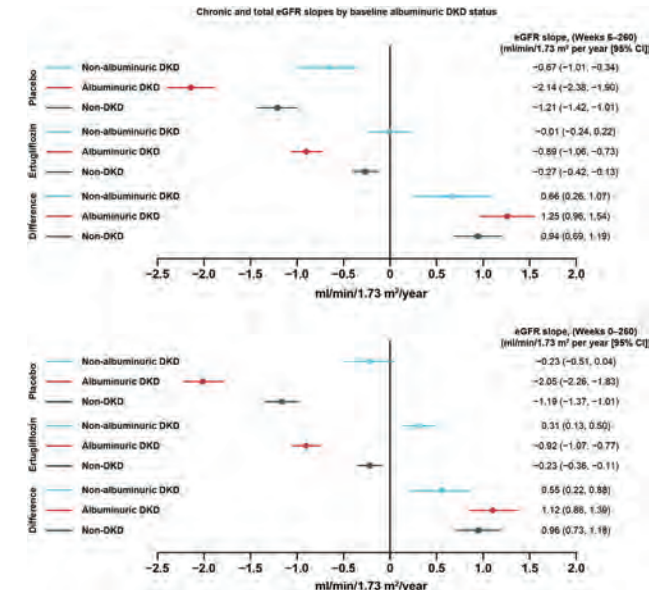 Chronic and total eGFR slopes by baseline albuminuric DKD status
eGFR slope, (Weeks 6–260)
(ml/min/1.73 m² per year [95% CI])
Placebo
Non-albuminuric DKD −0.67 (−1.01, −0.34)
Albuminuric DKD −2.14 (−2.38, −1.90)
Non-DKD −1.21 (−1.42, −1.01)
Ertugliflozin
Non-albuminuric DKD −0.01 (−0.24, 0.22)
Albuminuric DKD −0.89 (−1.06, −0.73)
Non-DKD −0.27 (−0.42, −0.13)
Difference
Non-albuminuric DKD 0.66 (0.26, 1.07)
Albuminuric DKD 1.25 (0.96, 1.54)
Non-DKD 0.94 (0.69, 1.19)
−2.5 −2.0 −1.5 −1.0 −0.5 0 0.5 1.0 1.5 2.0
ml/min/1.73 m²/year
eGFR slope, (Weeks 0–260)
(ml/min/1.73 m² per year [95% CI])
Placebo
Non-albuminuric DKD −0.23 (−0.51, 0.04)
Albuminuric DKD −2.05 (−2.26, −1.83)
Non-DKD −1.19 (−1.37, −1.01)
Ertugliflozin
Non-albuminuric DKD 0.31 (0.13, 0.50)
Albuminuric DKD −0.92 (−1.07, −0.77)
Non-DKD −0.23 (−0.36, −0.11)
Difference
Non-albuminuric DKD 0.55 (0.22, 0.88)
Albuminuric DKD 1.12 (0.86, 1.39)
Non-DKD 0.96 (0.73, 1.18)
−2.5 −2.0 −1.5 −1.0 −0.5 0 0.5 1.0 1.5 2.0
ml/min/1.73 m²/year